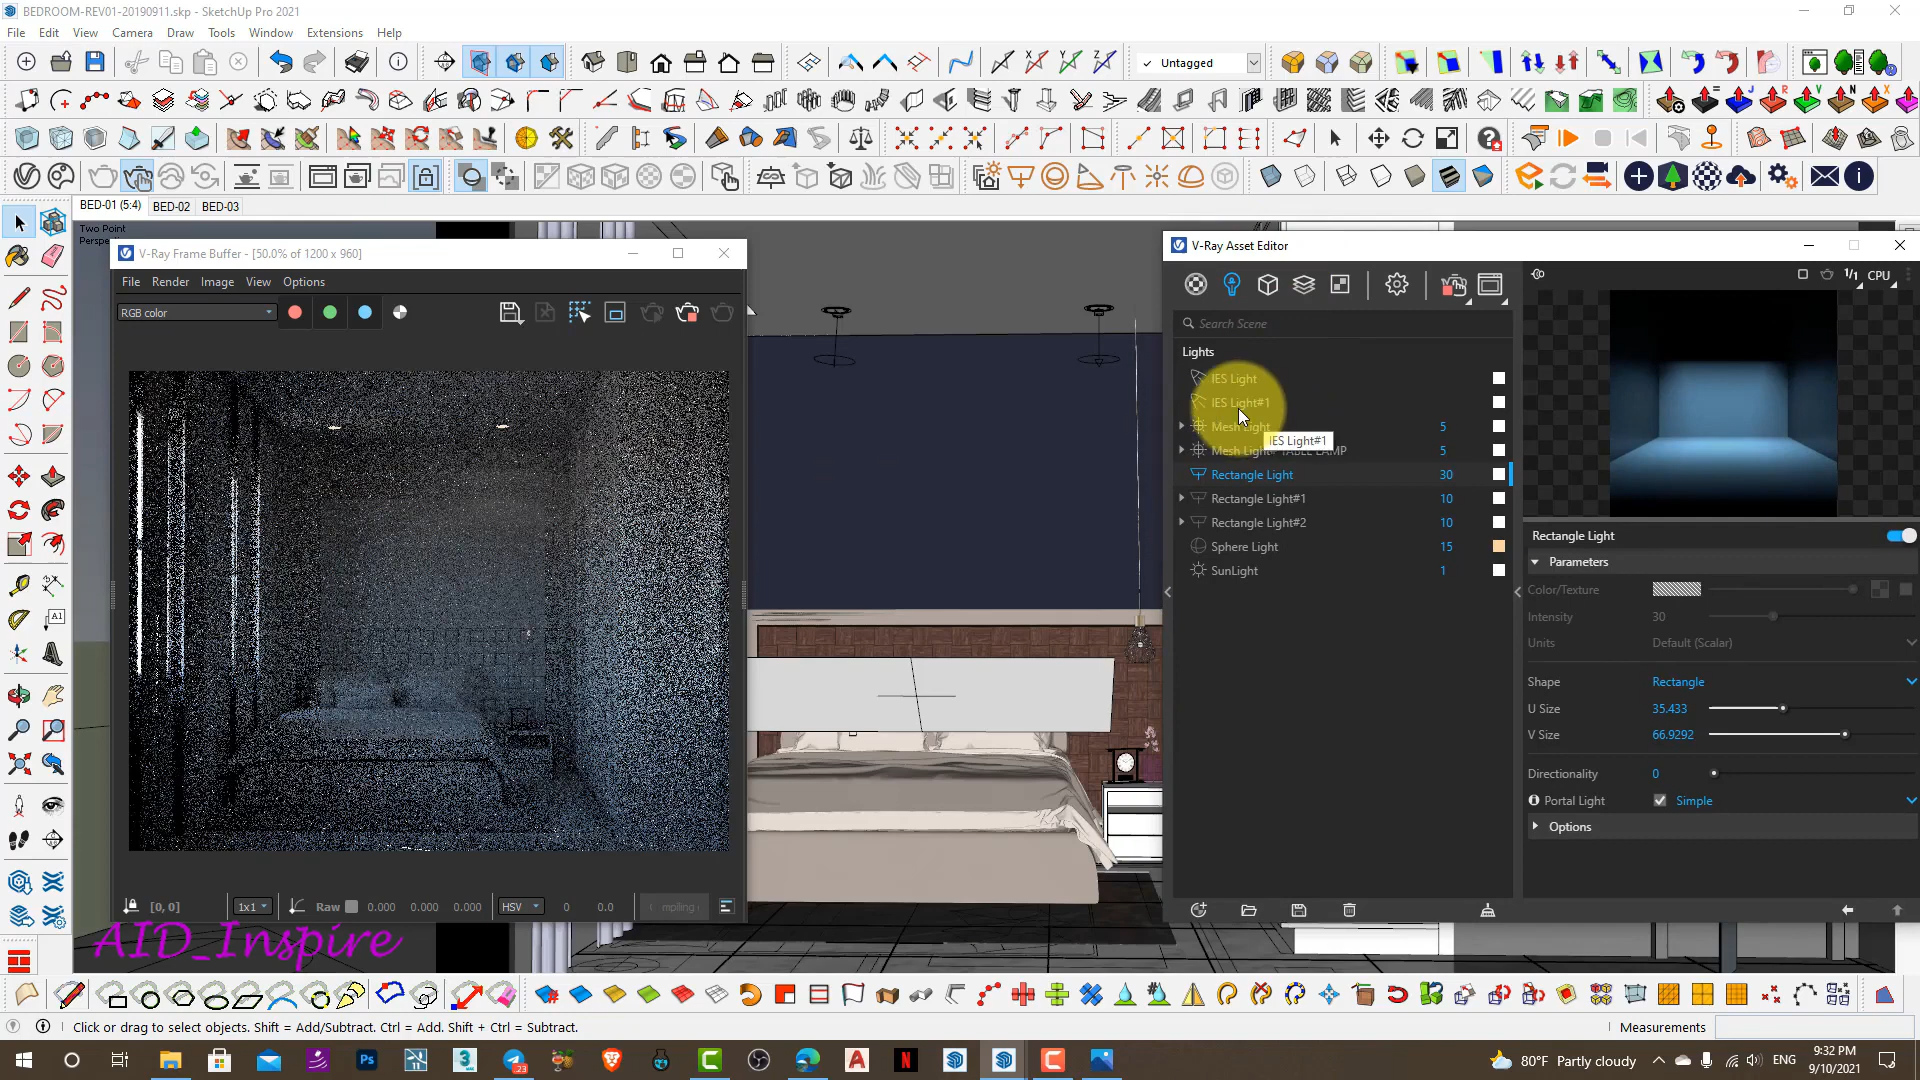 BEDROOM-REV01-20190911.skp - SketchUp Pro 2021
File Edit View Camera Draw Tools Window Extensions Help
Untagged
BED-01 (5:4) BED-02 BED-03
Two Point
V-Ray Frame Buffer - [50.0% of 1200 x 960]
File Render Image View Options
RGB color
[0, 0] 1x1 Raw 0.000 0.000 0.000 HSV 0 0.0
AID_Inspire
V-Ray Asset Editor
1/1 CPU
Search Scene
Lights
IES Light
IES Light#1
Mesh Light 5
IES Light#1
TABLE LAMP 5
Rectangle Light 30
Rectangle Light#1 10
Rectangle Light#2 10
Sphere Light 15
SunLight 1
Rectangle Light
Parameters
Color/Texture
Intensity 30
Units Default (Scalar)
Shape Rectangle
U Size 35.433
V Size 66.9292
Directionality 0
Portal Light Simple
Options
Click or drag to select objects. Shift = Add/Subtract. Ctrl = Add. Shift + Ctrl = Subtract.
Measurements
80°F Partly cloudy
ENG
9:32 PM
9/10/2021